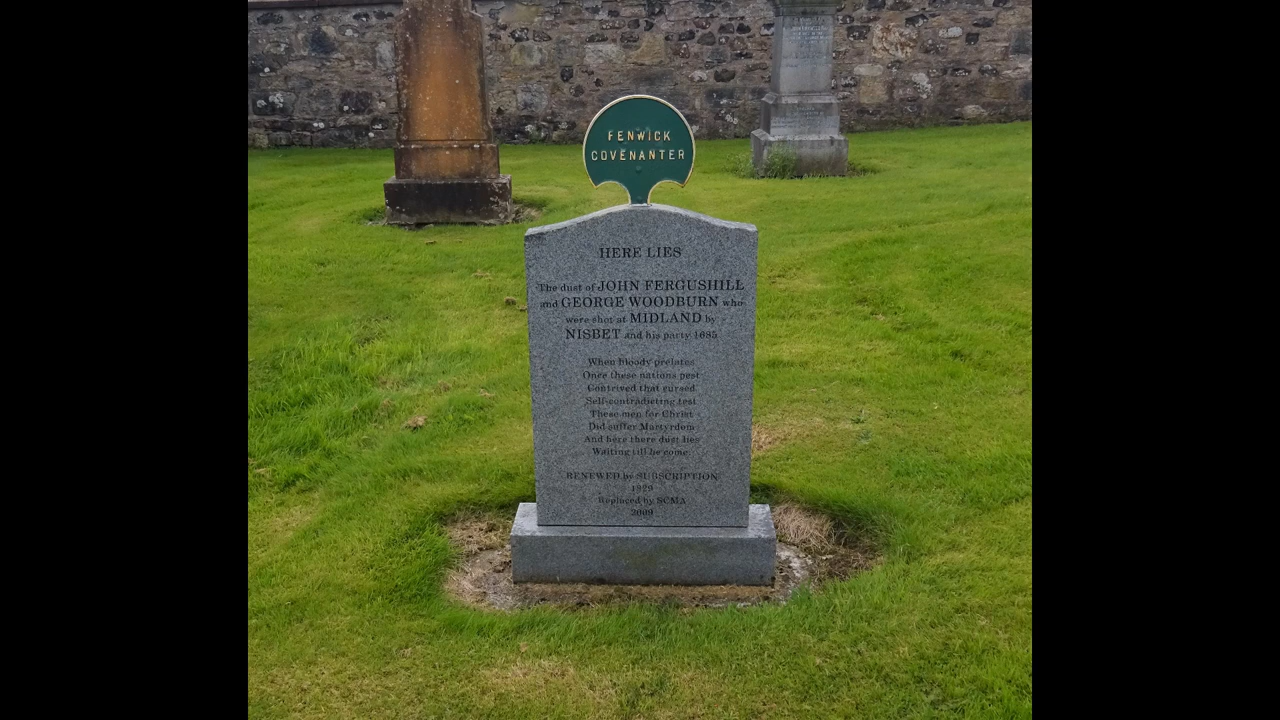 FENWICK
COVENANTER
HERE LIES
The dust of JOHN FERGUSHILL
and GEORGE WOODBURN who
were shot at MIDLAND by
NISBET and his party 1685
When bloody prelates
Once these nations pest
Contrived that cursed
Self-contradicting test
These men for Christ
Did suffer Martyrdom
And here there dust lies
Waiting till he come.
RENEWED by SUBSCRIPTION
1829
Replaced by SCMA
2009